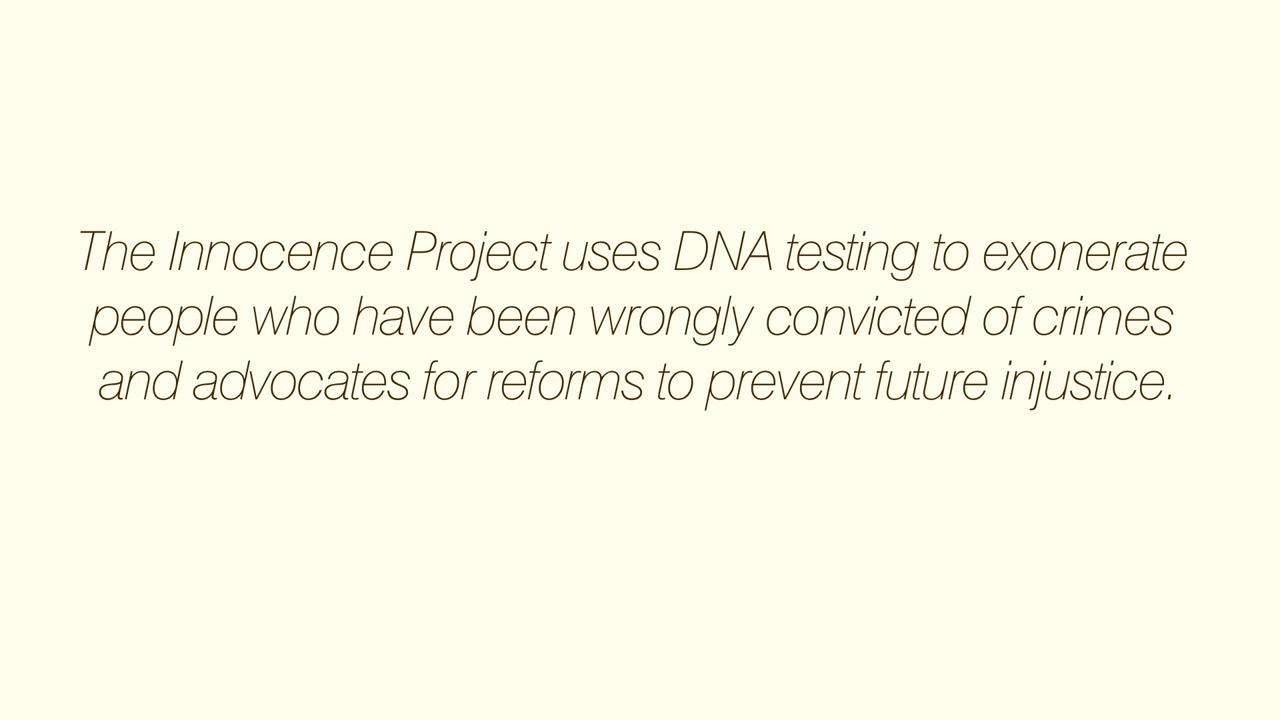 The Innocence Project uses DNA testing to exonerate
people who have been wrongly convicted of crimes
and advocates for reforms to prevent future injustice.